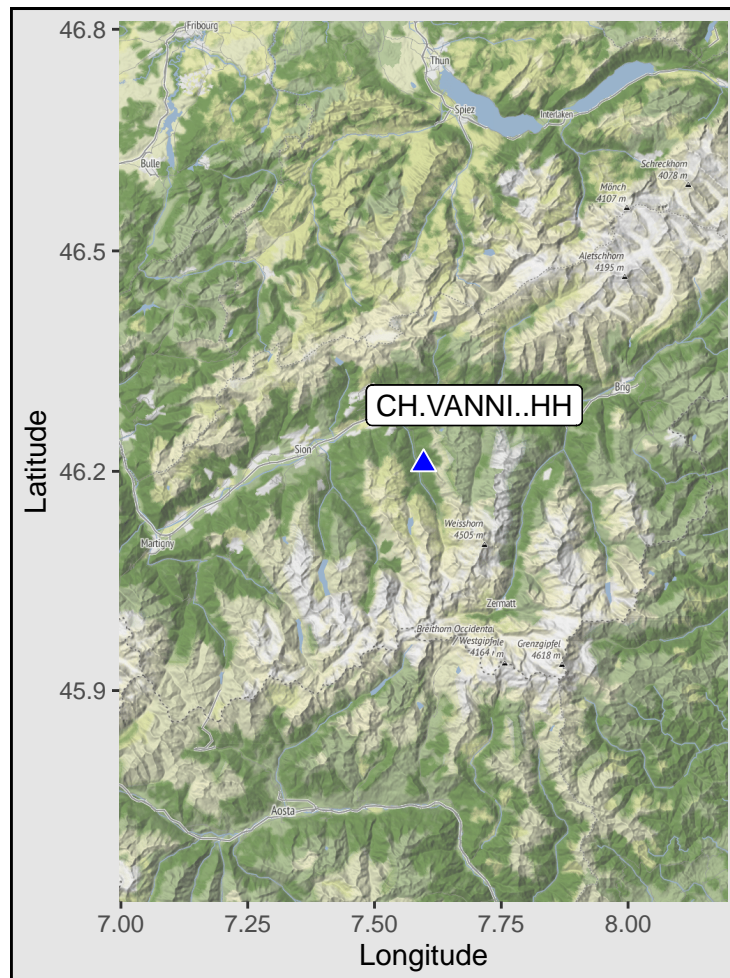 46.8
46.5
46.2
45.9
Latitude
Fribourg
Thun
Spiez
Interlaken
Bulle
Schreckhorn
4078 m
Mönch
4107 m
Aletschhorn
4195 m
Brig
CH.VANNI..HH
Sion
Martigny
Weisshorn
4505 m
Zermatt
Breithorn Occidental
/ Westgipfel
4164 m
Grenzgipfel
4618 m
Aosta
7.00
7.25
7.50
7.75
8.00
Longitude